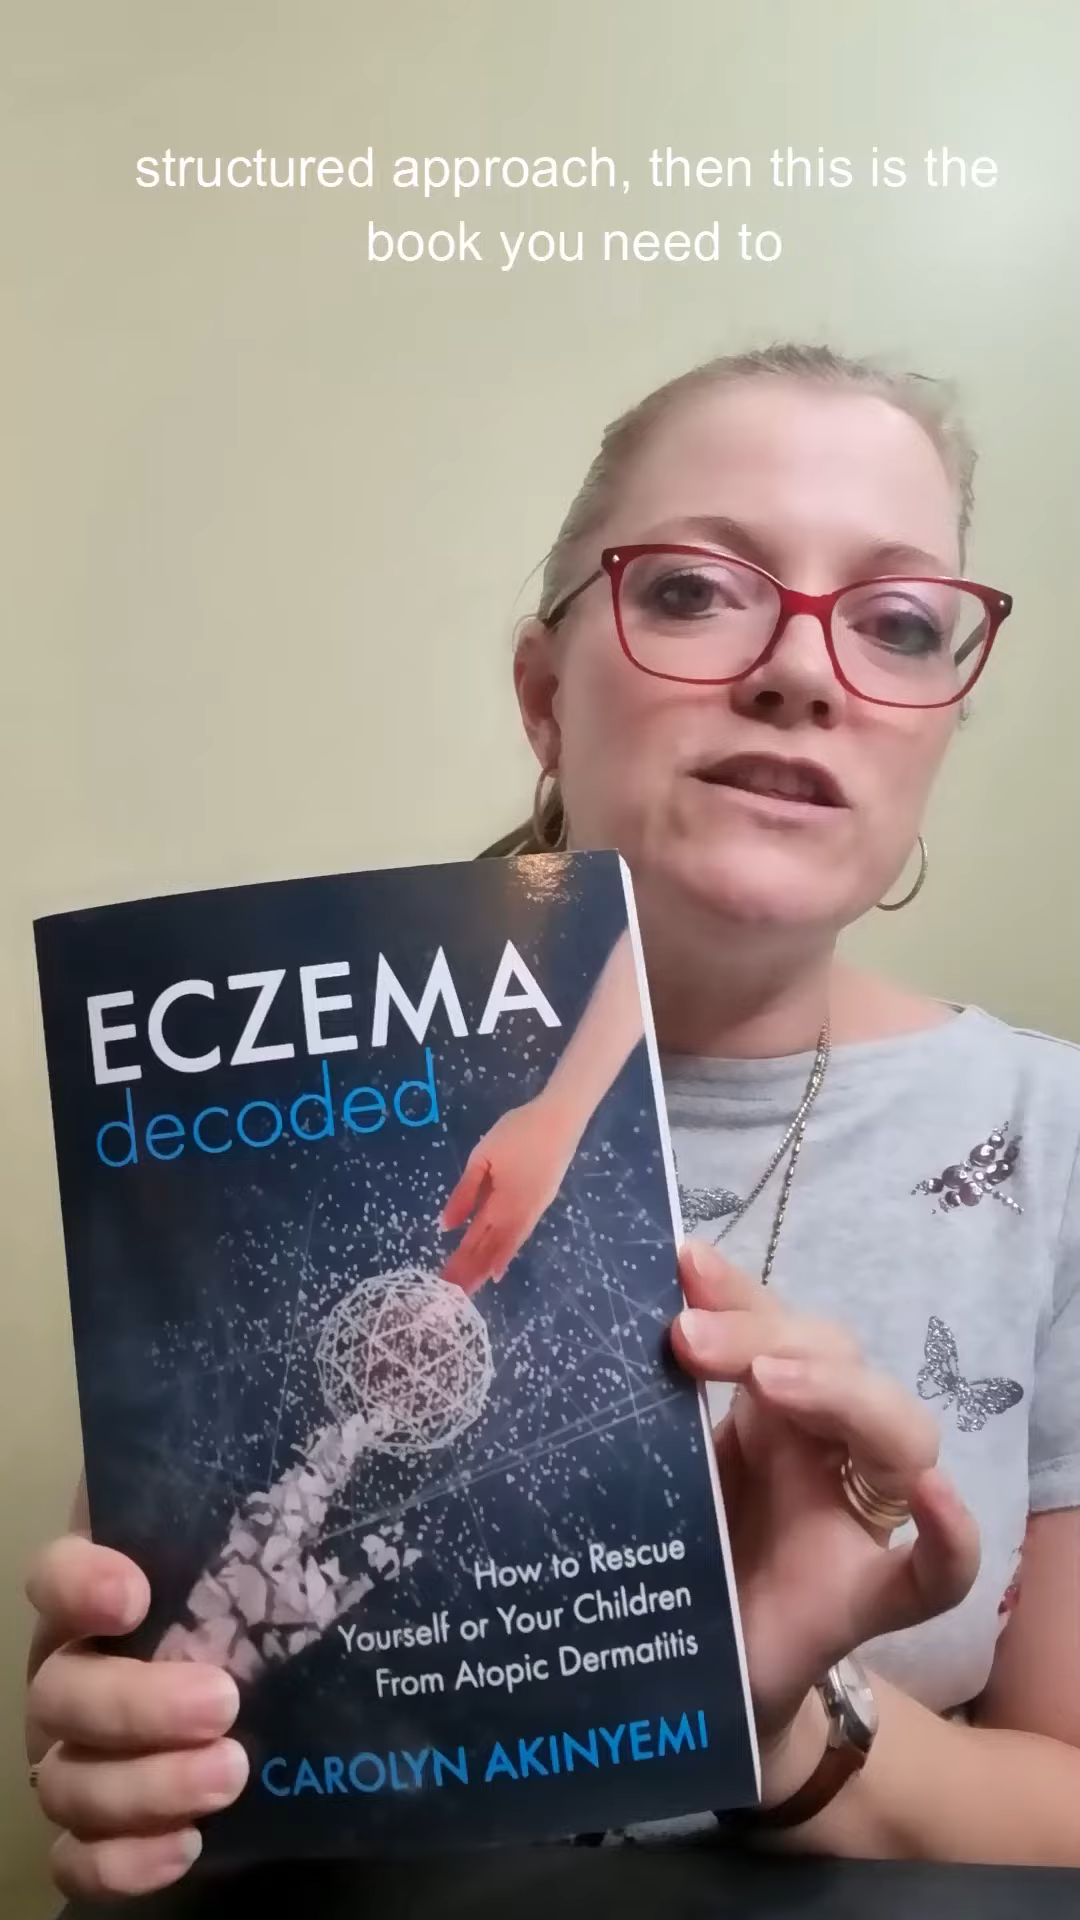 structured approach, then this is the
book you need to
ECZEMA
decoded
How to Rescue
Yourself or Your Children
From Atopic Dermatitis
CAROLYN AKINYEMI